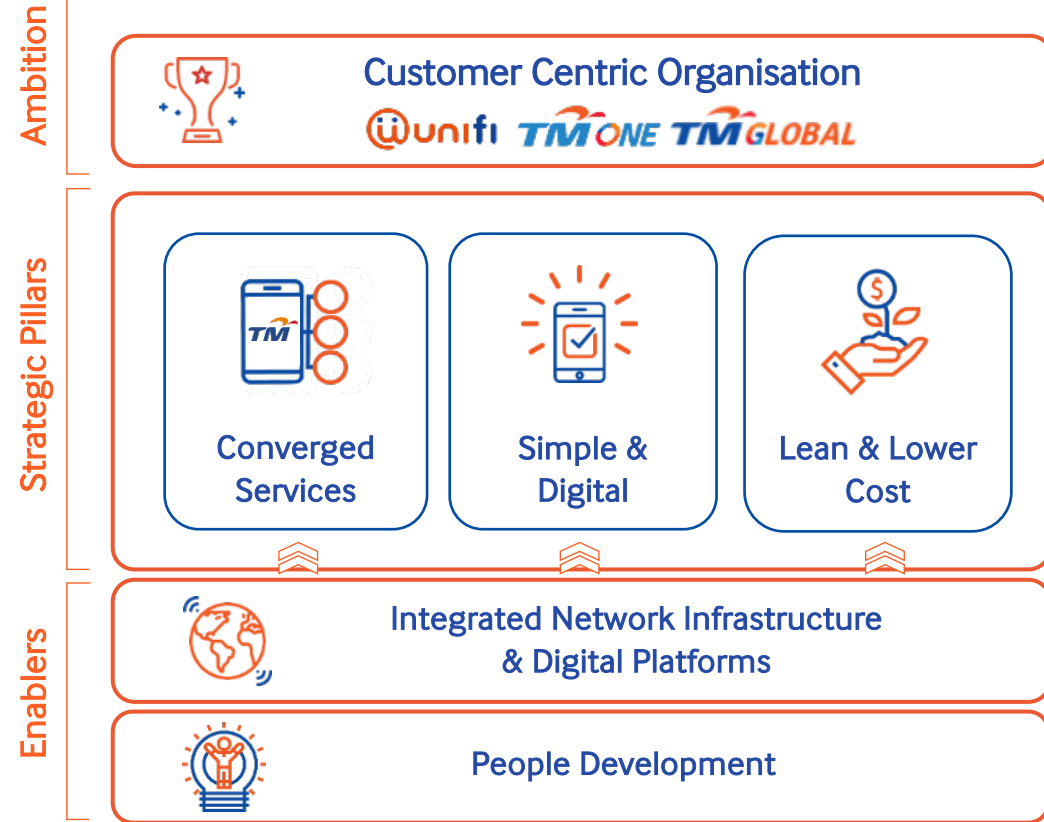 Ambition
Customer Centric Organisation
unifi TM ONE TM GLOBAL
Strategic Pillars
TM
$
Converged
Services
Simple &
Digital
Lean & Lower
Cost
Enablers
Integrated Network Infrastructure
& Digital Platforms
People Development